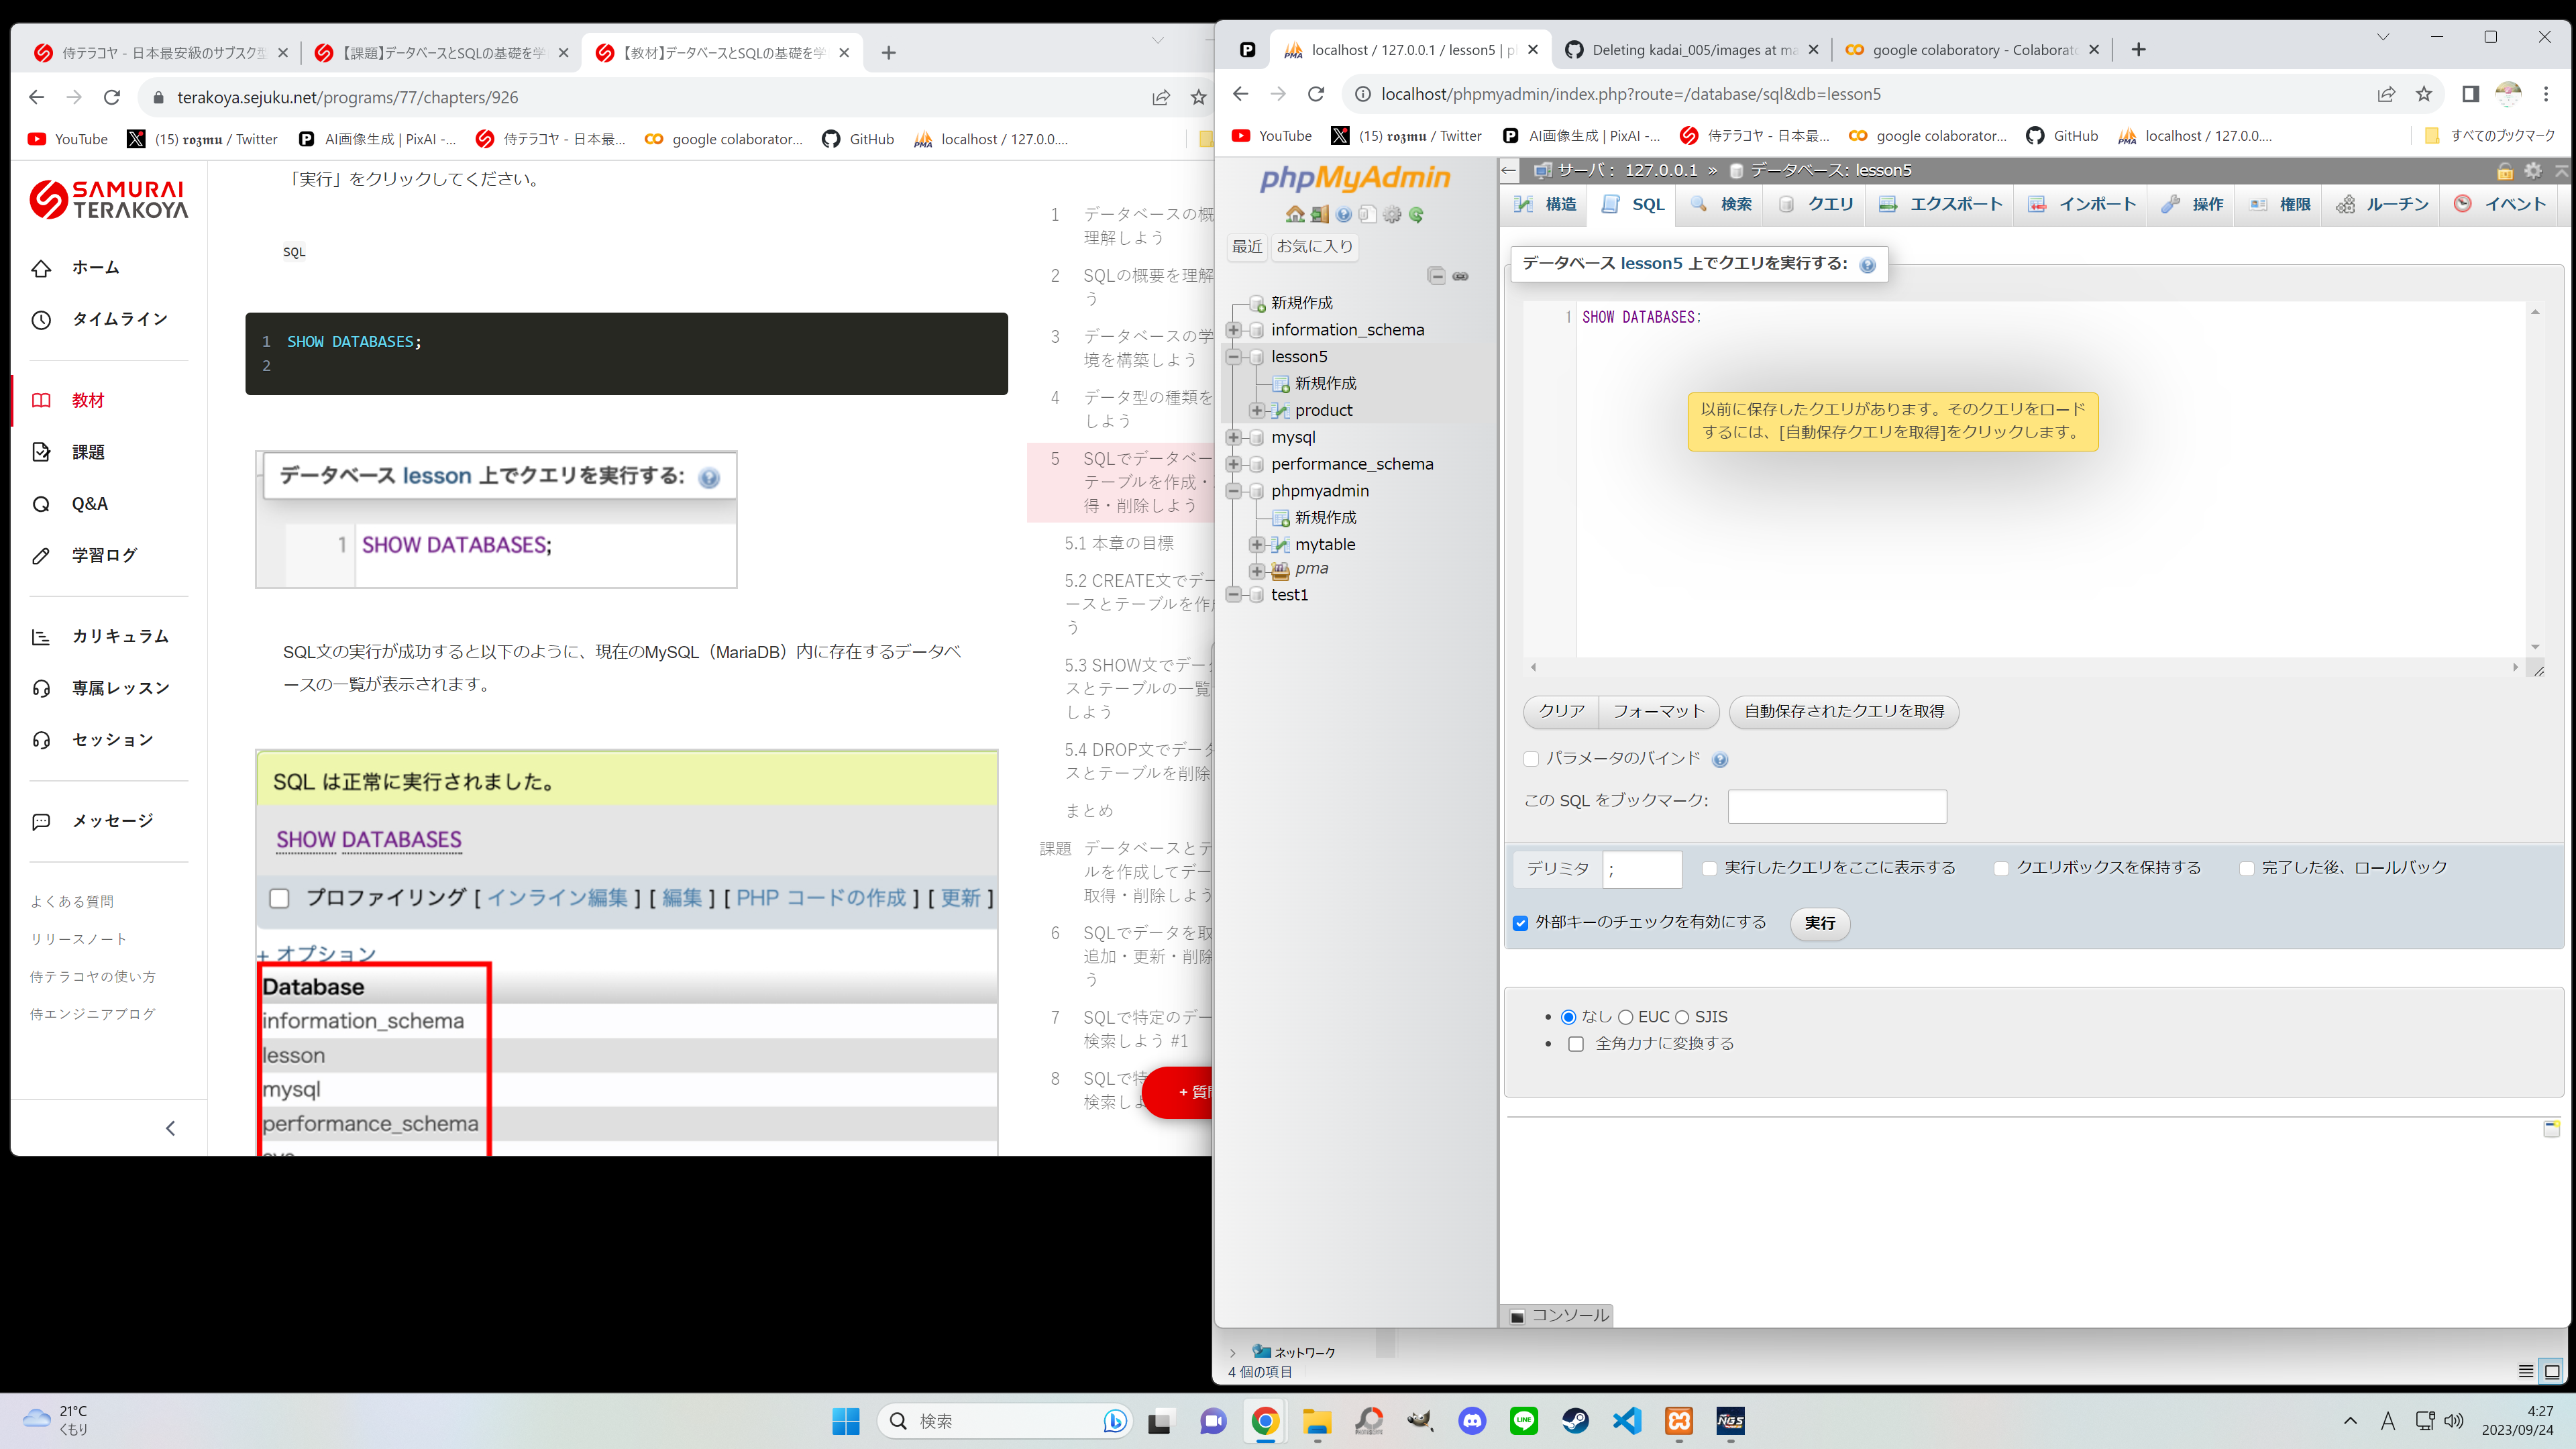 侍テラコヤ - 日本最安級のサブスク型
【課題】データベースとSQLの基礎を学
【教材】データベースとSQLの基礎を学
terakoya.sejuku.net/programs/77/chapters/926
YouTube
(15) 𝖗𝖔𝖟𝖒𝖚 / Twitter
AI画像生成 | PixAI -...
侍テラコヤ - 日本最...
google colaborator...
GitHub
localhost / 127.0.0....
SAMURAI
TERAKOYA
ホーム
タイムライン
教材
課題
Q&A
学習ログ
カリキュラム
専属レッスン
セッション
メッセージ
よくある質問
リリースノート
侍テラコヤの使い方
侍エンジニアブログ
「実行」をクリックしてください。
SQL
1 SHOW DATABASES;
2
データベース lesson 上でクエリを実行する:
1 SHOW DATABASES;
SQL文の実行が成功すると以下のように、現在のMySQL（MariaDB）内に存在するデータベ
ースの一覧が表示されます。
SQL は正常に実行されました。
SHOW DATABASES
プロファイリング [ インライン編集 ] [ 編集 ] [ PHP コードの作成 ] [ 更新 ]
+ オプション
Database
information_schema
lesson
mysql
performance_schema
1 データベースの概
理解しよう
2 SQLの概要を理解
う
3 データベースの学
境を構築しよう
4 データ型の種類を
しよう
5 SQLでデータベー
テーブルを作成・
得・削除しよう
5.1 本章の目標
5.2 CREATE文でデー
ースとテーブルを作
う
5.3 SHOW文でデー
スとテーブルの一覧
しよう
5.4 DROP文でデー
スとテーブルを削除
まとめ
課題 データベースとテ
ルを作成してデー
取得・削除しよう
6 SQLでデータを取
追加・更新・削除
う
7 SQLで特定のデー
検索しよう #1
8 SQLで特
検索しよ
+ 質
localhost / 127.0.0.1 / lesson5 | p
Deleting kadai_005/images at ma
google colaboratory - Colaborat
localhost/phpmyadmin/index.php?route=/database/sql&db=lesson5
YouTube
(15) 𝖗𝖔𝖟𝖒𝖚 / Twitter
AI画像生成 | PixAI -...
侍テラコヤ - 日本最...
google colaborator...
GitHub
localhost / 127.0.0....
すべてのブックマーク
phpMyAdmin
最近
お気に入り
新規作成
information_schema
lesson5
新規作成
product
mysql
performance_schema
phpmyadmin
新規作成
mytable
pma
test1
サーバ： 127.0.0.1 » データベース: lesson5
構造
SQL
検索
クエリ
エクスポート
インポート
操作
権限
ルーチン
イベント
データベース lesson5 上でクエリを実行する:
1 SHOW DATABASES:
以前に保存したクエリがあります。そのクエリをロード
するには、[自動保存クエリを取得]をクリックします。
クリア
フォーマット
自動保存されたクエリを取得
パラメータのバインド
この SQL をブックマーク:
デリミタ ;
実行したクエリをここに表示する
クエリボックスを保持する
完了した後、ロールバック
外部キーのチェックを有効にする
実行
なし EUC SJIS
全角カナに変換する
コンソール
ネットワーク
4 個の項目
21°C
くもり
検索
NGS
A
4:27
2023/09/24